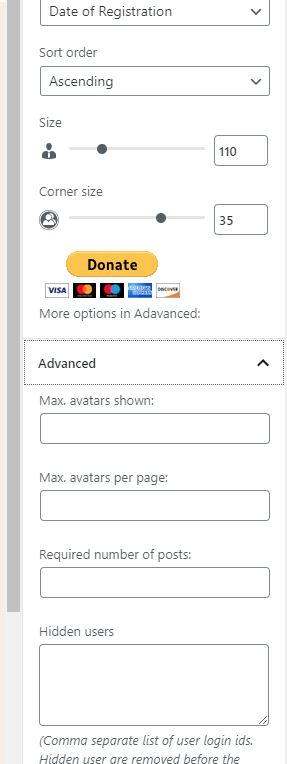 Date of Registration
Sort order
Ascending
Size
110
Corner size
35
Donate
VISA
DISCOVER
More options in Adavanced:
Advanced
Max. avatars shown:
Max. avatars per page:
Required number of posts:
Hidden users
(Comma separate list of user login ids.
Hidden user are removed before the